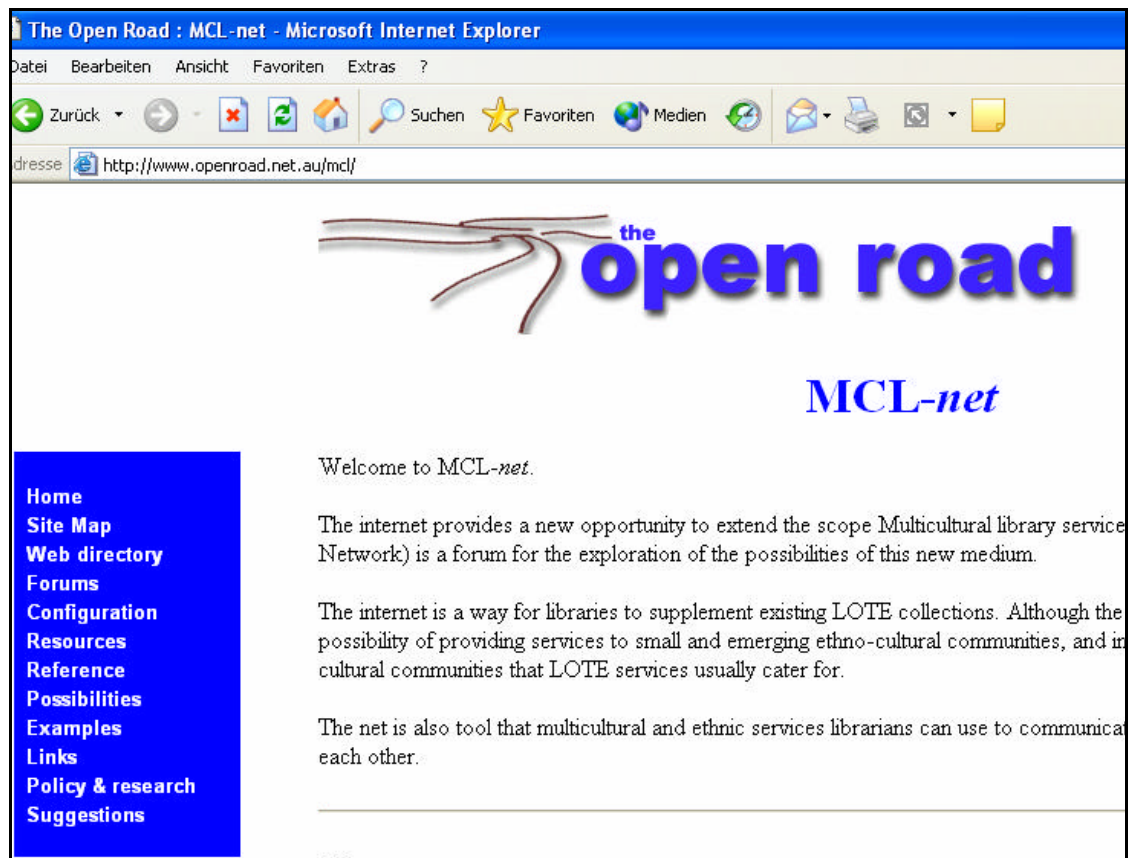 The Open Road : MCL-net - Microsoft Internet Explorer
Datei Bearbeiten Ansicht Favoriten Extras ?
Zurück Suchen Favoriten Medien
dresse http://www.openroad.net.au/mcl/
the
open road
MCL-net
Home
Site Map
Web directory
Forums
Configuration
Resources
Reference
Possibilities
Examples
Links
Policy & research
Suggestions
Welcome to MCL-net.
The internet provides a new opportunity to extend the scope Multicultural library service
Network) is a forum for the exploration of the possibilities of this new medium.
The internet is a way for libraries to supplement existing LOTE collections. Although the
possibility of providing services to small and emerging ethno-cultural communities, and in
cultural communities that LOTE services usually cater for.
The net is also tool that multicultural and ethnic services librarians can use to communicat
each other.